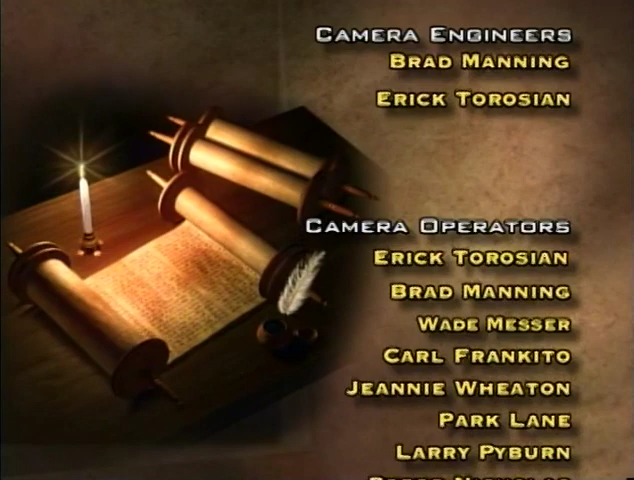 CAMERA ENGINEERS
BRAD MANNING
ERICK TOROSIAN
CAMERA OPERATORS
ERICK TOROSIAN
BRAD MANNING
WADE MESSER
CARL FRANKITO
JEANNIE WHEATON
PARK LANE
LARRY PYBURN